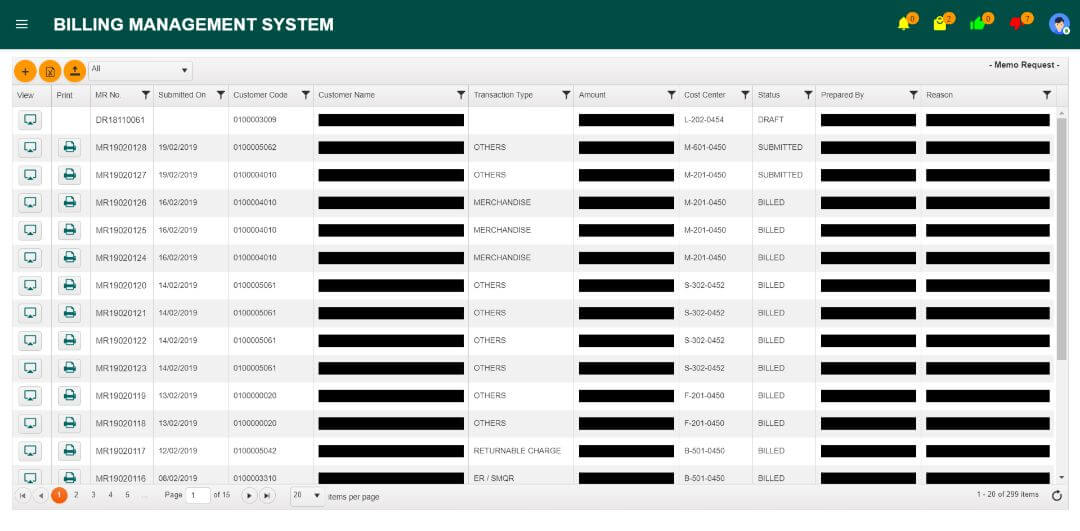 BILLING MANAGEMENT SYSTEM 0 2 0 7
All - Memo Request -
View Print MR No. Submitted On Customer Code Customer Name Transaction Type Amount Cost Center Status Prepared By Reason
DR18110061 0100003009 L-202-0454 DRAFT
MR19020128 19/02/2019 0100005062 OTHERS M-601-0450 SUBMITTED
MR19020127 19/02/2019 0100004010 OTHERS M-201-0450 SUBMITTED
MR19020126 16/02/2019 0100004010 MERCHANDISE M-201-0450 BILLED
MR19020125 16/02/2019 0100004010 MERCHANDISE M-201-0450 BILLED
MR19020124 16/02/2019 0100004010 MERCHANDISE M-201-0450 BILLED
MR19020120 14/02/2019 0100005061 OTHERS S-302-0452 BILLED
MR19020121 14/02/2019 0100005061 OTHERS S-302-0452 BILLED
MR19020122 14/02/2019 0100005061 OTHERS S-302-0452 BILLED
MR19020123 14/02/2019 0100005061 OTHERS S-302-0452 BILLED
MR19020119 13/02/2019 0100000020 OTHERS F-201-0450 BILLED
MR19020118 13/02/2019 0100000020 OTHERS F-201-0450 BILLED
MR19020117 12/02/2019 0100005042 RETURNABLE CHARGE B-501-0450 BILLED
MR19020116 08/02/2019 0100003310 ER / SMQR B-501-0450 BILLED
1 2 3 4 5 ... Page 1 of 15 20 items per page 1 - 20 of 299 items